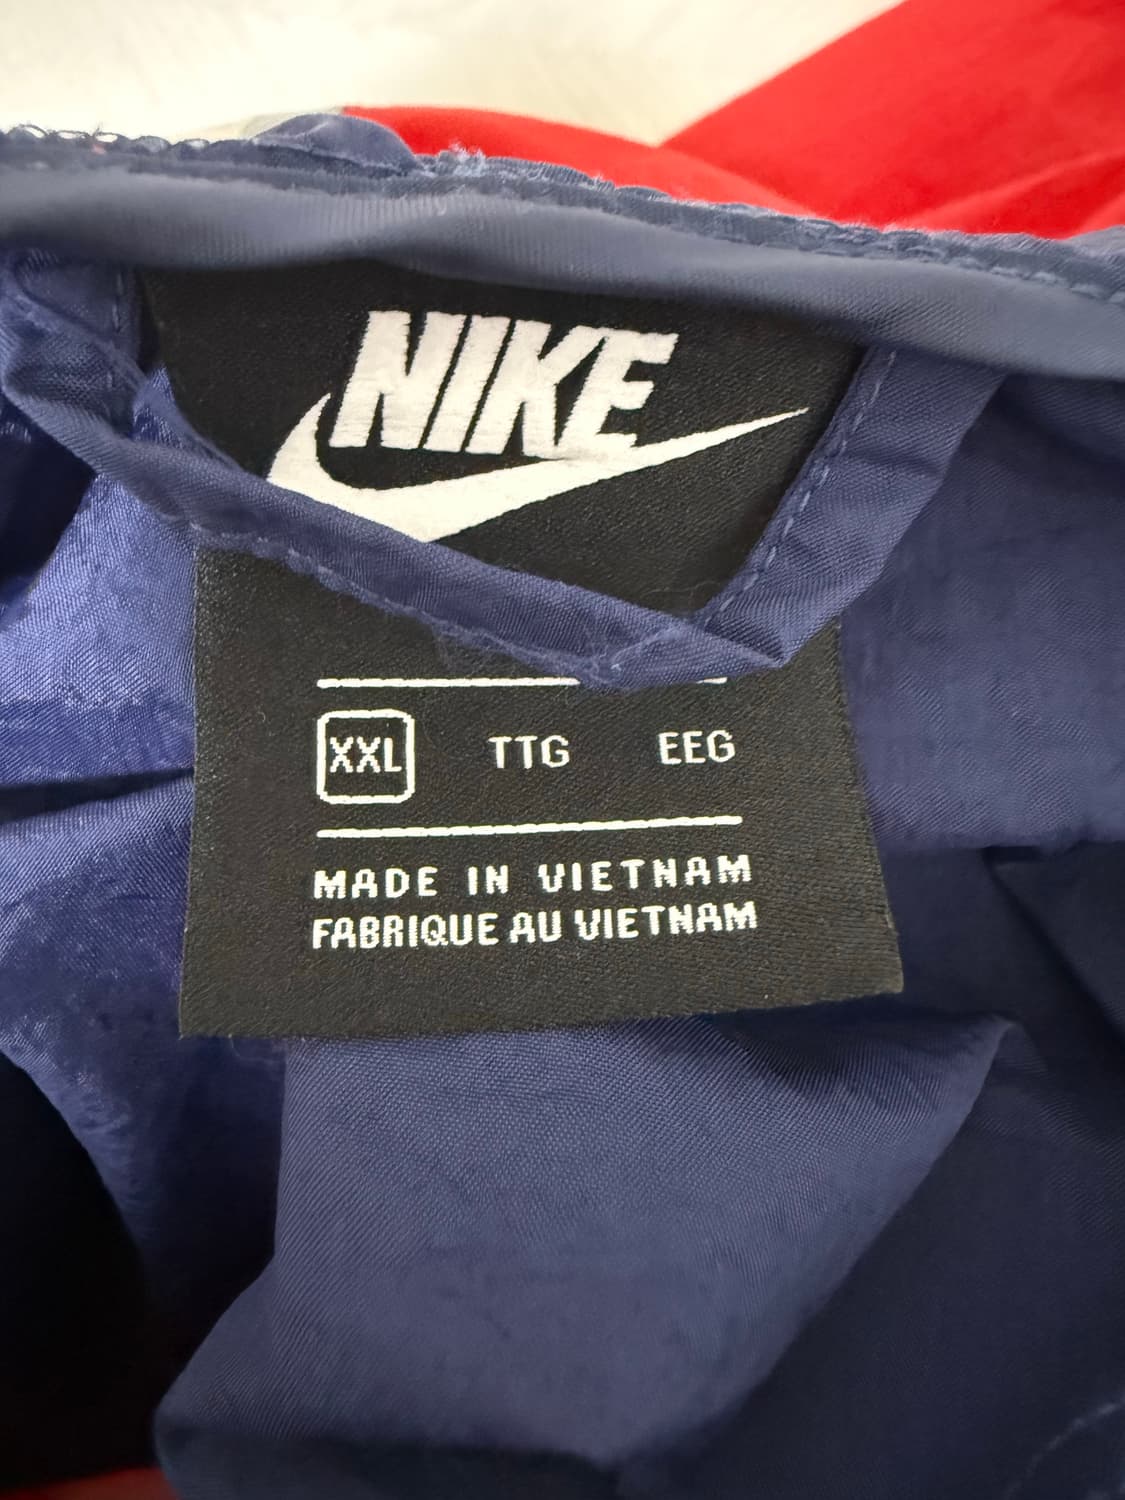 NIKE
XXL TTG EEG
MADE IN VIETNAM
FABRIQUE AU VIETNAM